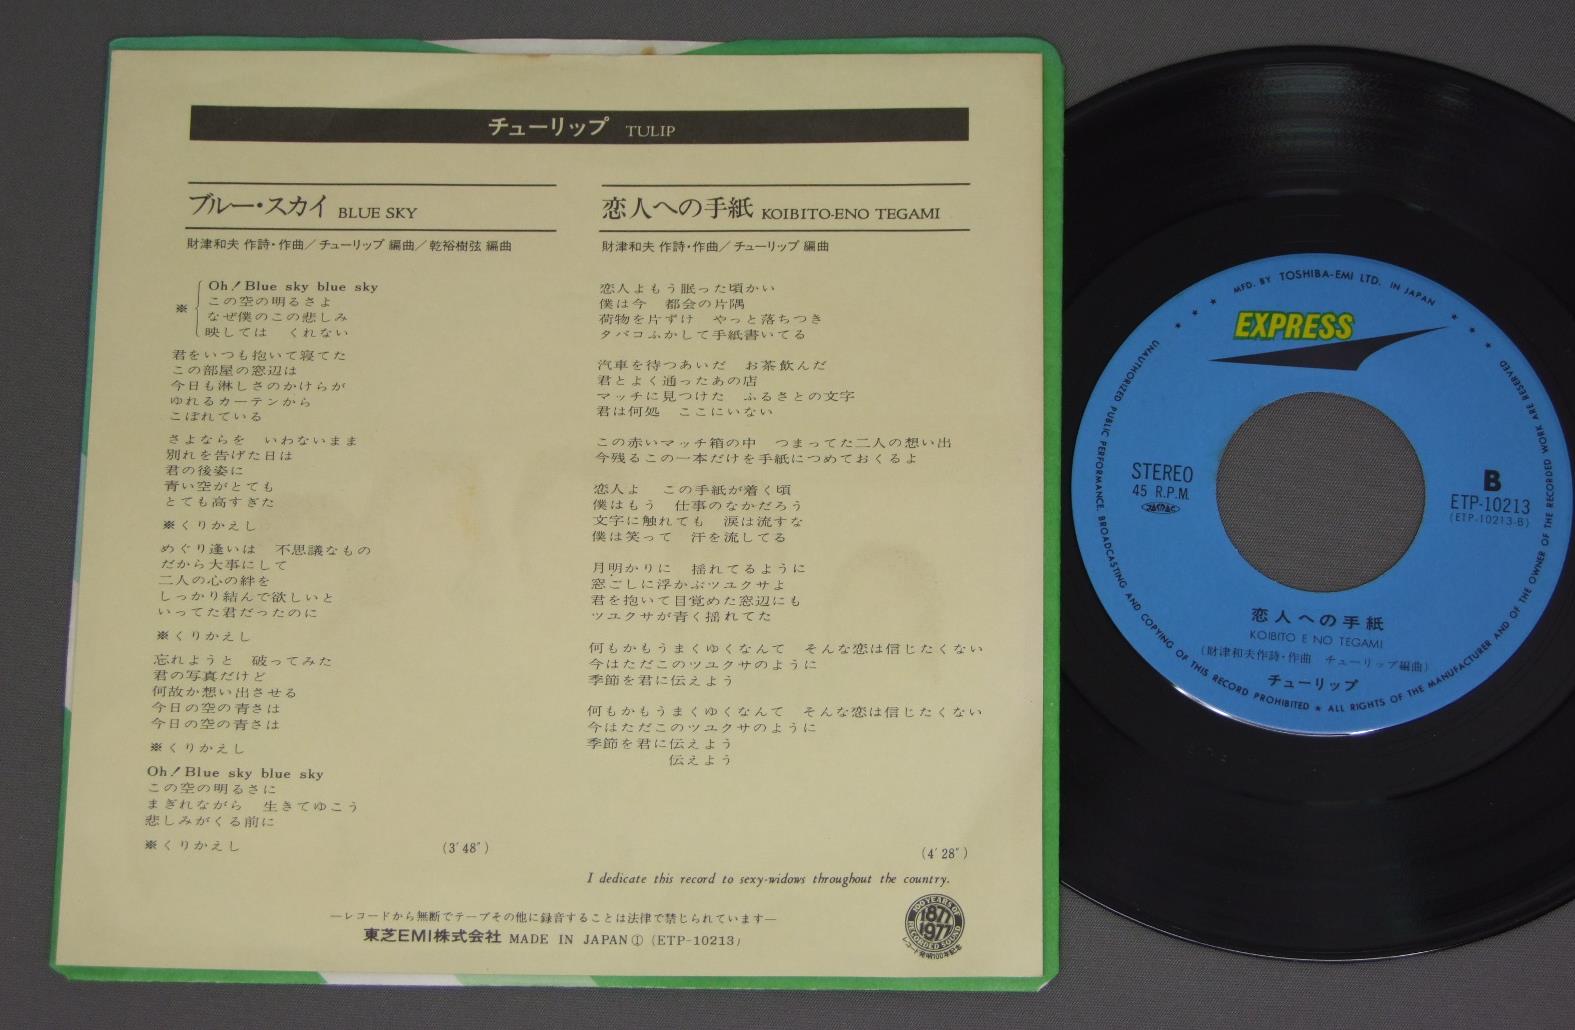 チューリップ TULIP
ブルー・スカイ BLUE SKY
財津和夫 作詩・作曲／チューリップ 編曲／乾裕樹弦 編曲
※ Oh！Blue sky blue sky
この空の明るさよ
なぜ僕のこの悲しみ
映しては　くれない
君をいつも抱いて寝てた
この部屋の窓辺は
今日も淋しさのかけらが
ゆれるカーテンから
こぼれている
さよならを　いわないまま
別れを告げた日は
君の後姿に
青い空がとても
とても高すぎた
※くりかえし
めぐり逢いは　不思議なもの
だから大事にして
二人の心の絆を
しっかり結んで欲しいと
いってた君だったのに
※くりかえし
忘れようと　破ってみた
君の写真だけど
何故か想い出させる
今日の空の青さは
今日の空の青さは
※くりかえし
Oh！Blue sky blue sky
この空の明るさに
まぎれながら　生きてゆこう
悲しみがくる前に
※くりかえし
(3′48″)
恋人への手紙 KOIBITO-ENO TEGAMI
財津和夫 作詩・作曲／チューリップ 編曲
恋人よもう眠った頃かい
僕は今　都会の片隅
荷物を片ずけ　やっと落ちつき
タバコふかして手紙書いてる
汽車を待つあいだ　お茶飲んだ
君とよく通ったあの店
マッチに見つけた　ふるさとの文字
君は何処　ここにいない
この赤いマッチ箱の中　つまってた二人の想い出
今残るこの一本だけを手紙につめておくるよ
恋人よ　この手紙が着く頃
僕はもう　仕事のなかだろう
文字に触れても　涙は流すな
僕は笑って　汗を流してる
月明かりに　揺れてるように
窓ごしに浮かぶツユクサよ
君を抱いて目覚めた窓辺にも
ツユクサが青く揺れてた
何もかもうまくゆくなんて　そんな恋は信じたくない
今はただこのツユクサのように
季節を君に伝えよう
何もかもうまくゆくなんて　そんな恋は信じたくない
今はただこのツユクサのように
季節を君に伝えよう
伝えよう
(4′28″)
I dedicate this record to sexy-widows throughout the country.
—レコードから無断でテープその他に録音することは法律で禁じられています—
東芝EMI株式会社 MADE IN JAPAN① (ETP-10213)
100 YEARS OF
1877
1977
RECORDED SOUND
レコード発明100年記念
MFD. BY TOSHIBA-EMI LTD. IN JAPAN
EXPRESS
STEREO
45 R.P.M.
JASRAC
B
ETP-10213
(ETP-10213-B)
恋人への手紙
KOIBITO E NO TEGAMI
(財津和夫作詩・作曲　チューリップ編曲)
チューリップ
UNAUTHORIZED PUBLIC PERFORMANCE, BROADCASTING AND COPYING OF THIS RECORD PROHIBITED ★ ALL RIGHTS OF THE MANUFACTURER AND OF THE OWNER OF THE RECORDED WORK ARE RESERVED